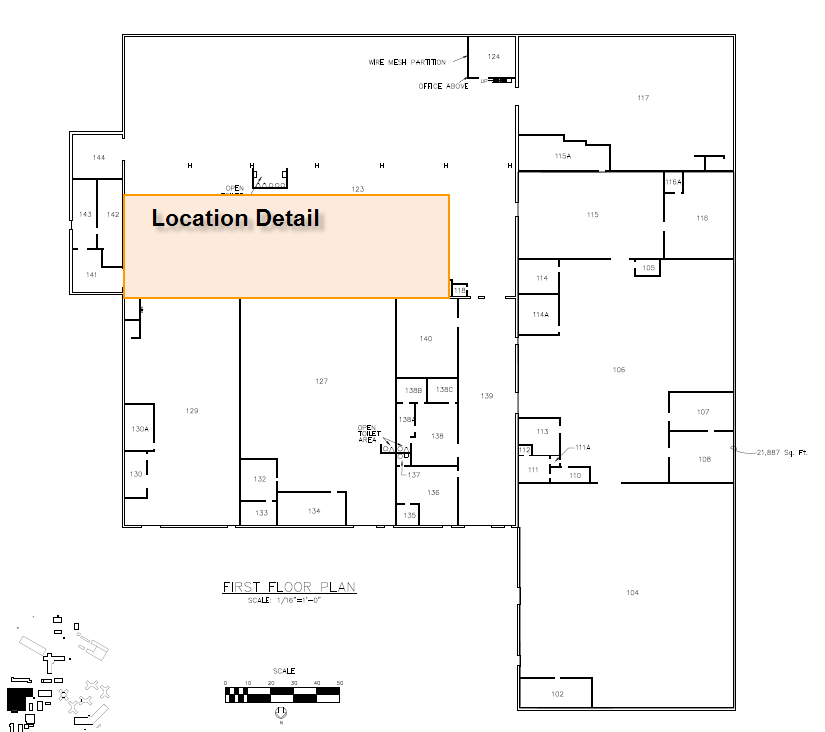 124
WIRE MESH PARTITION
UP
OFFICE ABOVE
117
144
115A
OPEN
123
116A
143
142
Location Detail
115
116
141
105
114
118
114A
140
106
127
138B
138C
139
129
107
130A
138A
OPEN
TOILET
AREA
113
138
112
111A
21,887 Sq. Ft.
108
111
130
132
137
110
136
133
134
135
FIRST FLOOR PLAN
SCALE: 1/16"=1'-0"
104
SCALE
0 10 20 30 40 50
102
N